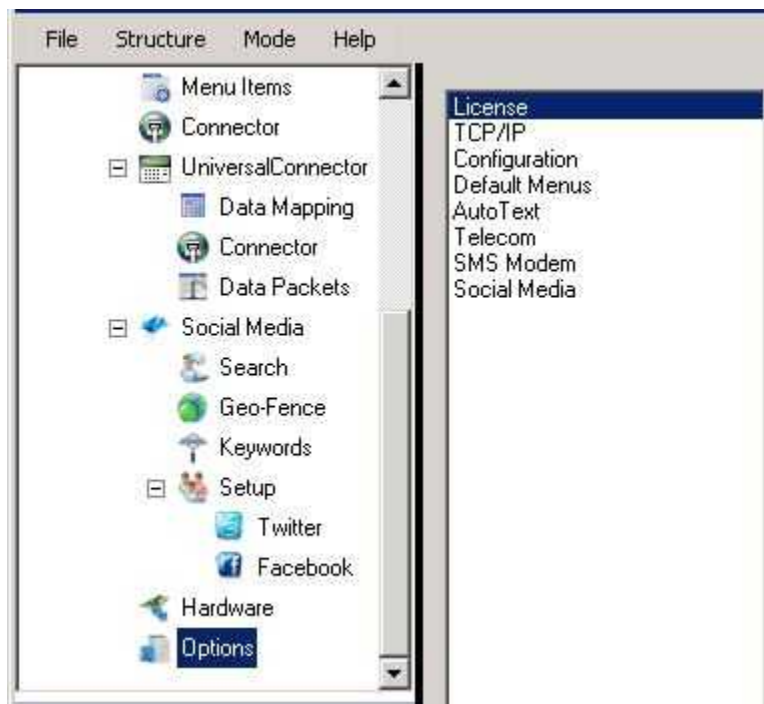 File Structure Mode Help
Menu Items
Connector
UniversalConnector
Data Mapping
Connector
Data Packets
Social Media
Search
Geo-Fence
Keywords
Setup
Twitter
Facebook
Hardware
Options
License
TCP/IP
Configuration
Default Menus
AutoText
Telecom
SMS Modem
Social Media